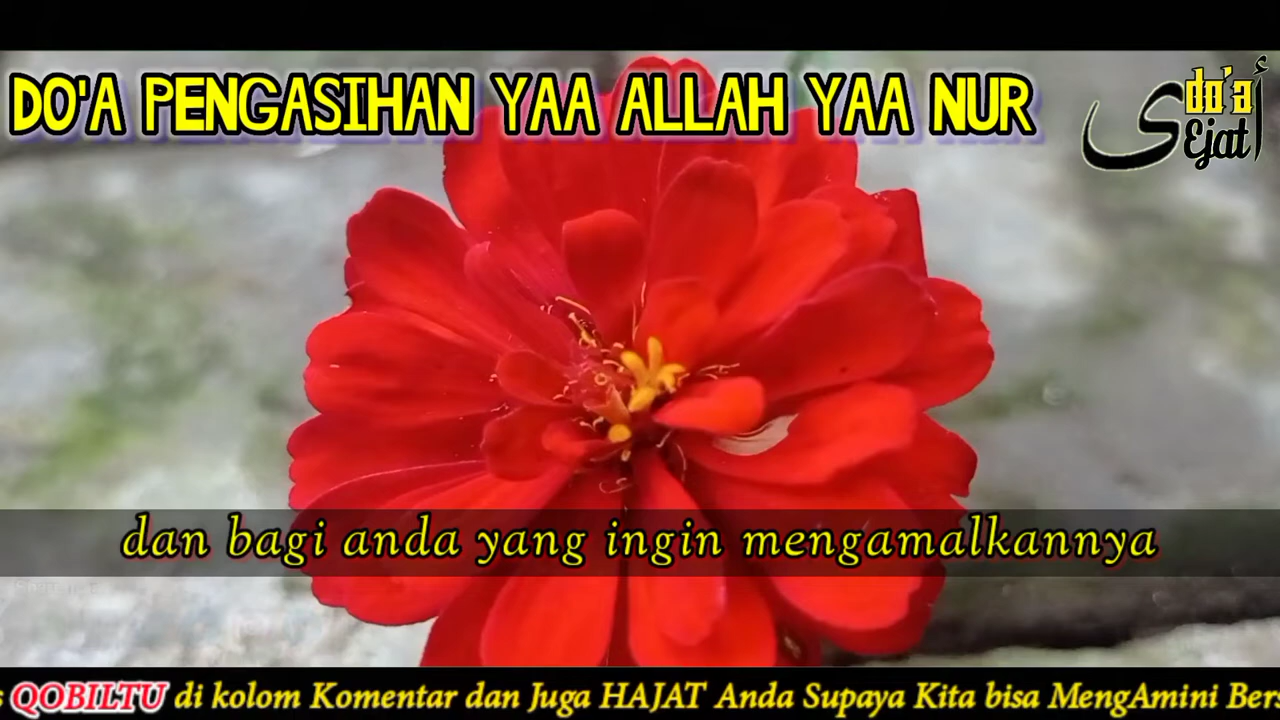 DO'A PENGASIHAN YAA ALLAH YAA NUR
do'a
Ejat
dan bagi anda yang ingin mengamalkannya
QOBILTU di kolom Komentar dan Juga HAJAT Anda Supaya Kita bisa MengAmini